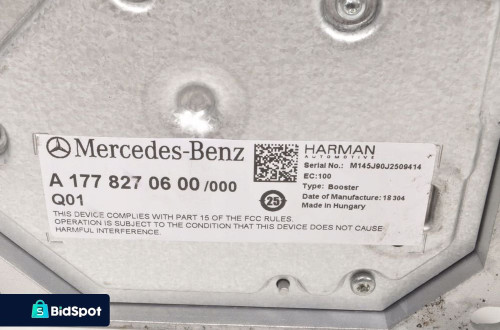 Mercedes-Benz
A 177 827 06 00 /000
Q01
25
THIS DEVICE COMPLIES WITH PART 15 OF THE FCC RULES.
OPERATION IS SUBJECT TO THE CONDITION THAT THIS DEVICE DOES NOT CAUSE
HARMFUL INTERFERENCE.
HARMAN
AUTOMOTIVE
Serial No.: M145J90J2509414
EC:100
Type: Booster
Date of Manufacture: 18 304
Made in Hungary
S BidSpot